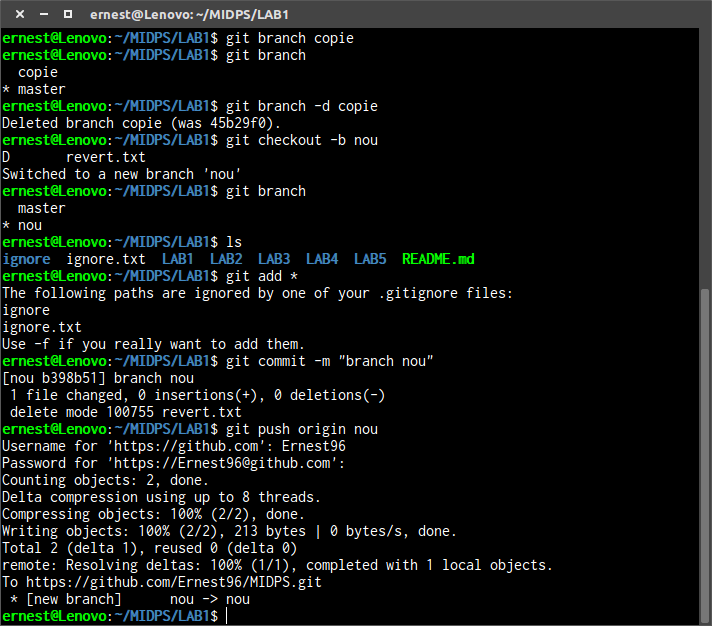 ernest@Lenovo: ~/MIDPS/LAB1
ernest@Lenovo:~/MIDPS/LAB1$ git branch copie
ernest@Lenovo:~/MIDPS/LAB1$ git branch
  copie
* master
ernest@Lenovo:~/MIDPS/LAB1$ git branch -d copie
Deleted branch copie (was 45b29f0).
ernest@Lenovo:~/MIDPS/LAB1$ git checkout -b nou
D       revert.txt
Switched to a new branch 'nou'
ernest@Lenovo:~/MIDPS/LAB1$ git branch
  master
* nou
ernest@Lenovo:~/MIDPS/LAB1$ ls
ignore  ignore.txt  LAB1  LAB2  LAB3  LAB4  LAB5  README.md
ernest@Lenovo:~/MIDPS/LAB1$ git add *
The following paths are ignored by one of your .gitignore files:
ignore
ignore.txt
Use -f if you really want to add them.
ernest@Lenovo:~/MIDPS/LAB1$ git commit -m "branch nou"
[nou b398b51] branch nou
 1 file changed, 0 insertions(+), 0 deletions(-)
 delete mode 100755 revert.txt
ernest@Lenovo:~/MIDPS/LAB1$ git push origin nou
Username for 'https://github.com': Ernest96
Password for 'https://Ernest96@github.com':
Counting objects: 2, done.
Delta compression using up to 8 threads.
Compressing objects: 100% (2/2), done.
Writing objects: 100% (2/2), 213 bytes | 0 bytes/s, done.
Total 2 (delta 1), reused 0 (delta 0)
remote: Resolving deltas: 100% (1/1), completed with 1 local objects.
To https://github.com/Ernest96/MIDPS.git
 * [new branch]      nou -> nou
ernest@Lenovo:~/MIDPS/LAB1$